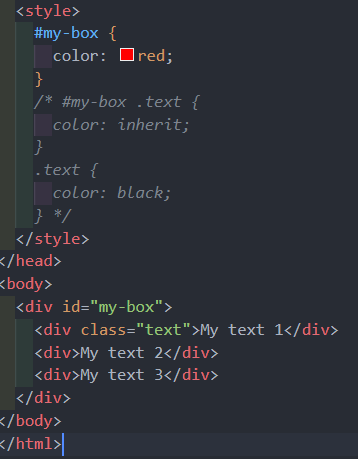 <style>
#my-box {
color: red;
}
/* #my-box .text {
color: inherit;
}
.text {
color: black;
} */
</style>
</head>
<body>
<div id="my-box">
<div class="text">My text 1</div>
<div>My text 2</div>
<div>My text 3</div>
</div>
</body>
</html>